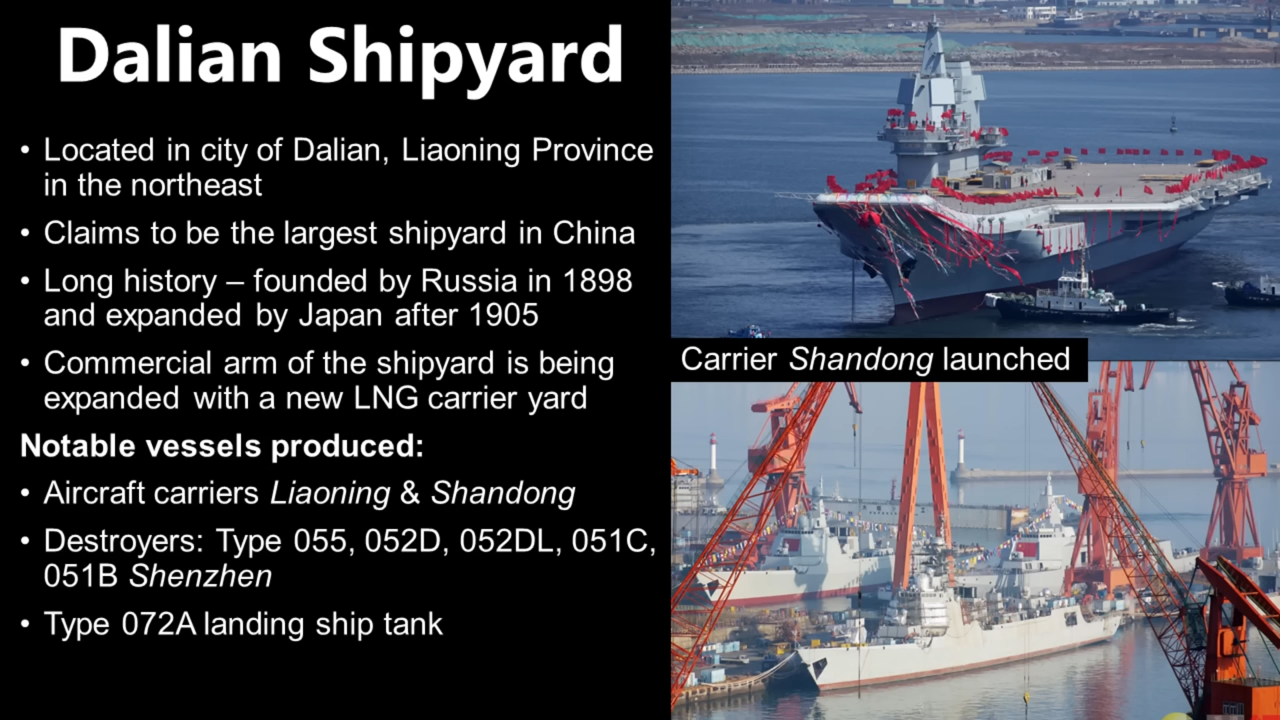 Dalian Shipyard
• Located in city of Dalian, Liaoning Province
in the northeast
• Claims to be the largest shipyard in China
• Long history – founded by Russia in 1898
and expanded by Japan after 1905
• Commercial arm of the shipyard is being
expanded with a new LNG carrier yard
Notable vessels produced:
• Aircraft carriers Liaoning & Shandong
• Destroyers: Type 055, 052D, 052DL, 051C,
051B Shenzhen
• Type 072A landing ship tank
Carrier Shandong launched